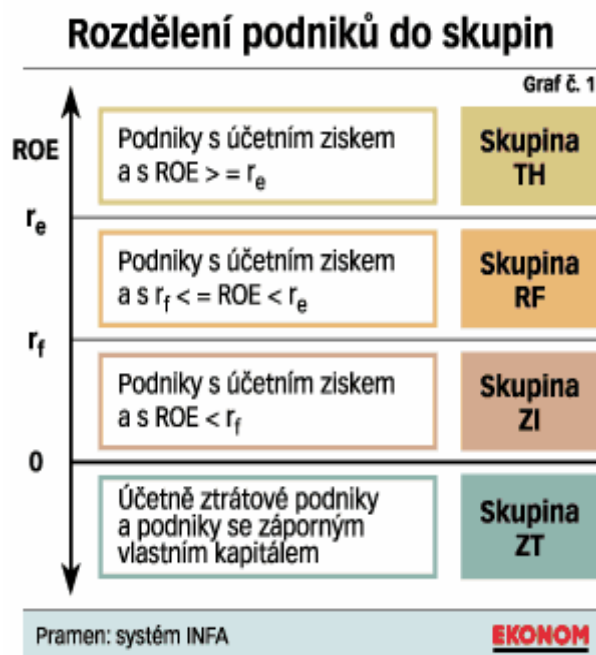 Rozdělení podniků do skupin
Graf č. 1
ROE
Podniky s účetním ziskem
a s ROE > = re
Skupina
TH
re
Podniky s účetním ziskem
a s rf < = ROE < re
Skupina
RF
rf
Podniky s účetním ziskem
a s ROE < rf
Skupina
ZI
0
Účetně ztrátové podniky
a podniky se záporným
vlastním kapitálem
Skupina
ZT
Pramen: systém INFA
EKONOM